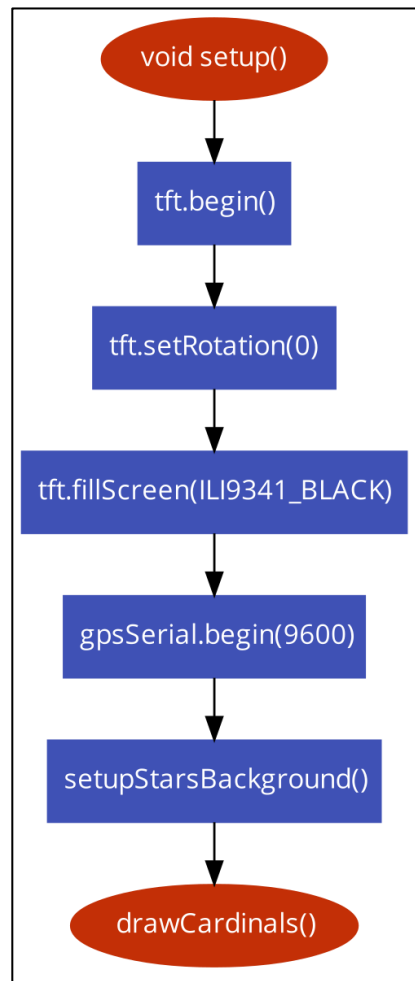 void setup()
tft.begin()
tft.setRotation(0)
tft.fillScreen(ILI9341_BLACK)
gpsSerial.begin(9600)
setupStarsBackground()
drawCardinals()